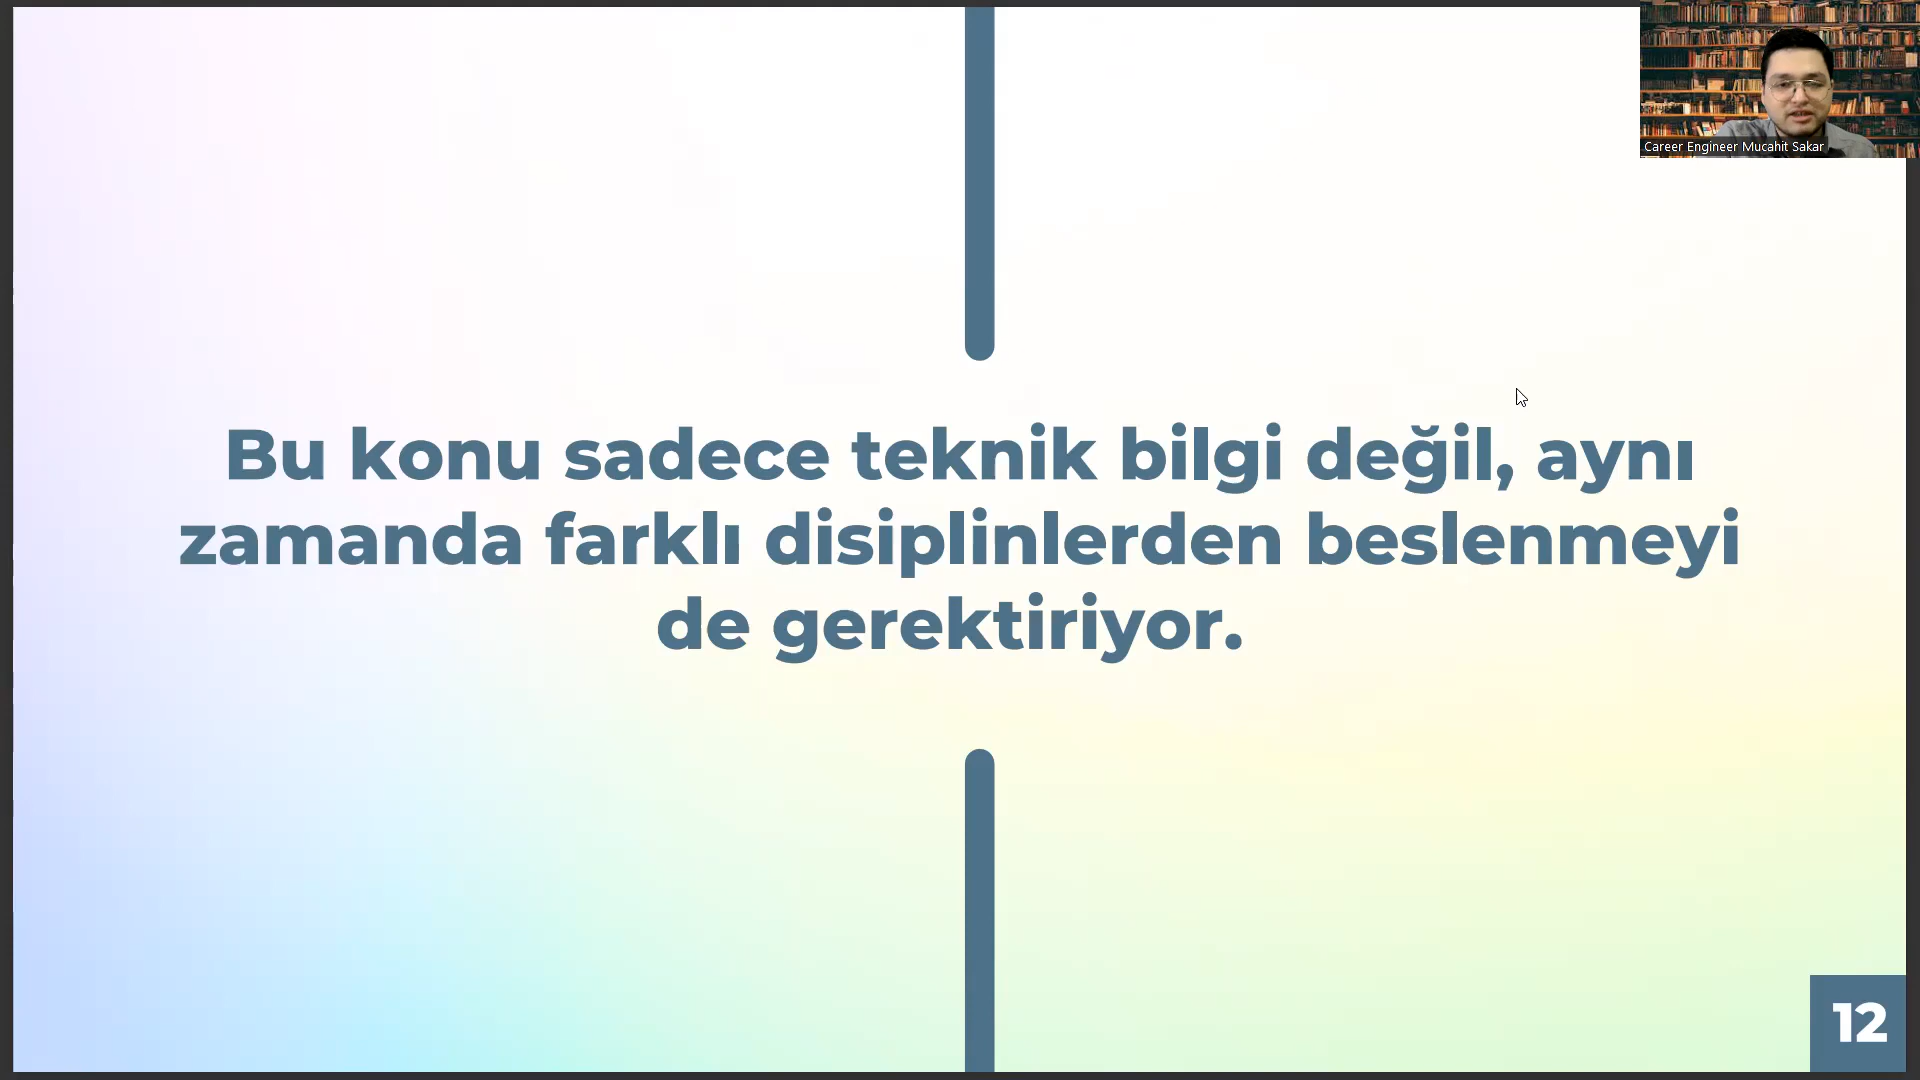 Career Engineer Mucahit Sakar
Bu konu sadece teknik bilgi değil, aynı
zamanda farklı disiplinlerden beslenmeyi
de gerektiriyor.
12